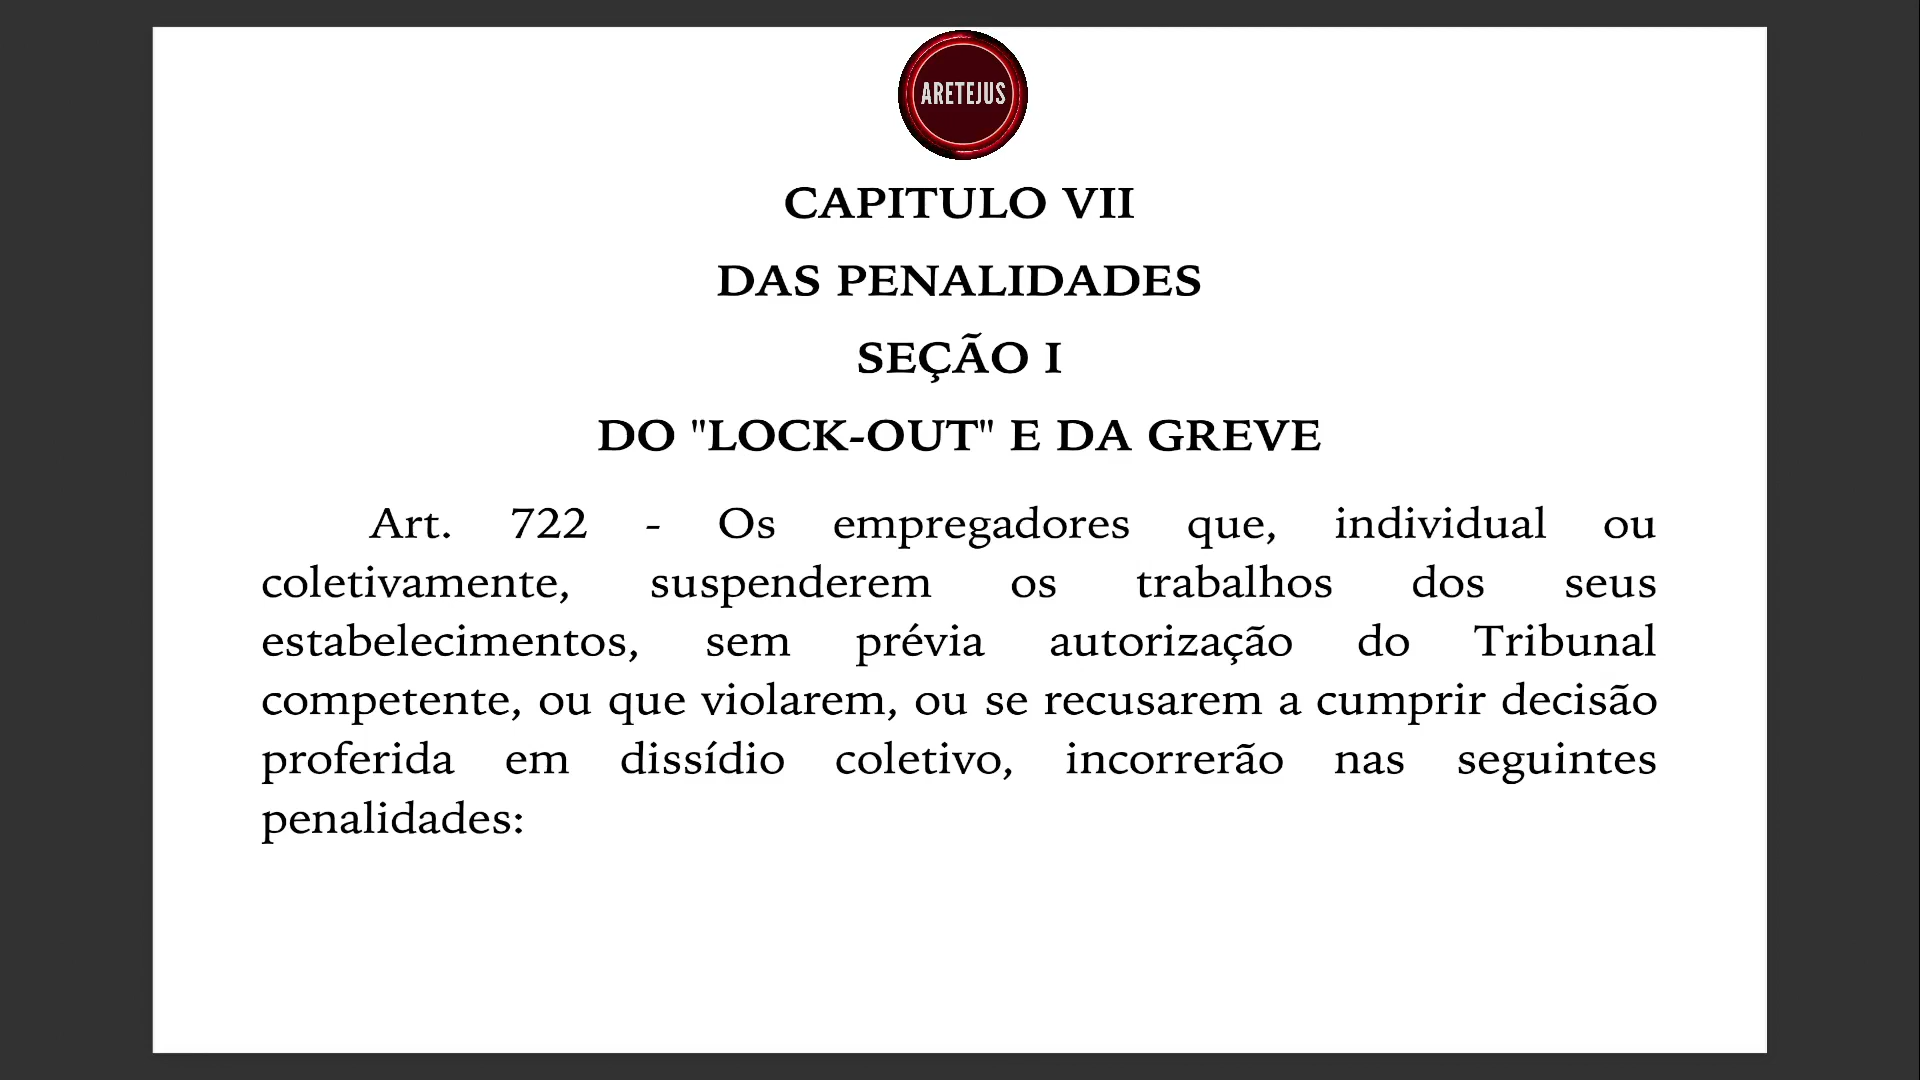 ARETEJUS
CAPITULO VII
DAS PENALIDADES
SEÇÃO I
DO "LOCK-OUT" E DA GREVE
Art. 722 - Os empregadores que, individual ou
coletivamente, suspenderem os trabalhos dos seus
estabelecimentos, sem prévia autorização do Tribunal
competente, ou que violarem, ou se recusarem a cumprir decisão
proferida em dissídio coletivo, incorrerão nas seguintes
penalidades: